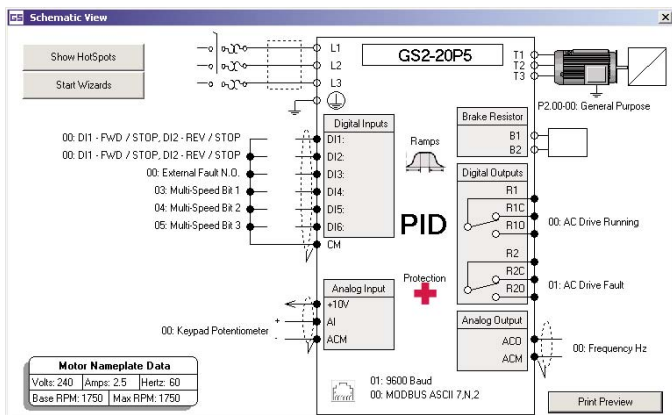 GS Schematic View
Show HotSpots
Start Wizards
L1
L2
L3
GS2-20P5
T1
T2
T3
P2.00-00: General Purpose
Digital Inputs
00: DI1 - FWD / STOP, DI2 - REV / STOP
DI1:
00: DI1 - FWD / STOP, DI2 - REV / STOP
DI2:
00: External Fault N.O.
DI3:
03: Multi-Speed Bit 1
DI4:
04: Multi-Speed Bit 2
DI5:
05: Multi-Speed Bit 3
DI6:
CM
Ramps
PID
Protection
Brake Resistor
B1
B2
Digital Outputs
R1
R1C
R1O
00: AC Drive Running
R2
R2C
R2O
01: AC Drive Fault
Analog Input
+10V
+
AI
00: Keypad Potentiometer
-
ACM
Analog Output
ACO
ACM
00: Frequency Hz
01: 9600 Baud
00: MODBUS ASCII 7,N,2
Motor Nameplate Data
Volts: 240 Amps: 2.5 Hertz: 60
Base RPM: 1750 Max RPM: 1750
Print Preview